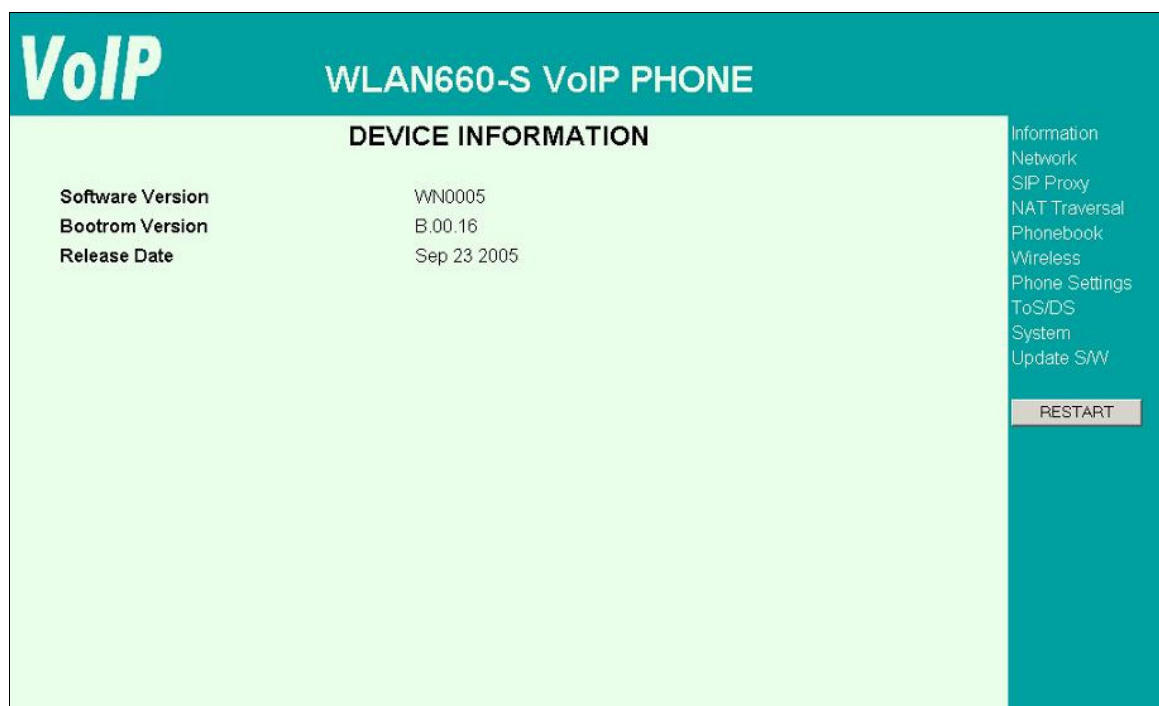 VoIP
WLAN660-S VoIP PHONE
DEVICE INFORMATION
Software Version WN0005
Bootrom Version B.00.16
Release Date Sep 23 2005
Information
Network
SIP Proxy
NAT Traversal
Phonebook
Wireless
Phone Settings
ToS/DS
System
Update S/W
RESTART